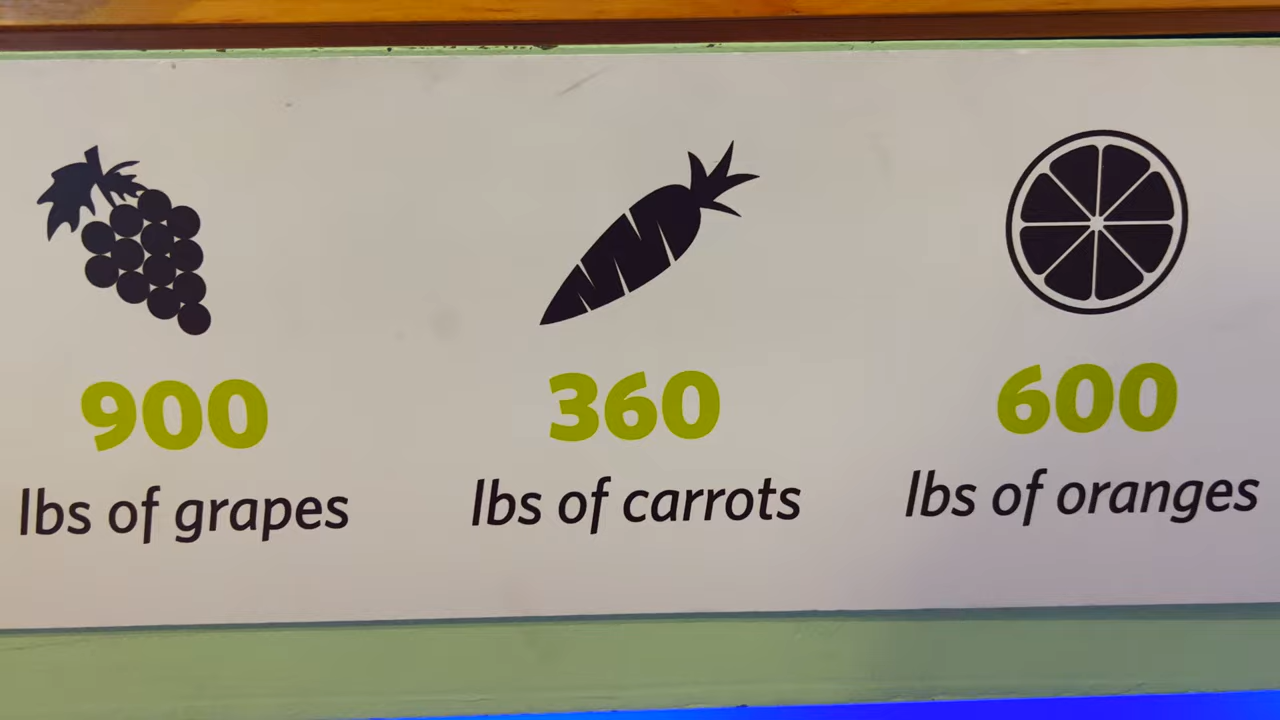 900
lbs of grapes
360
lbs of carrots
600
lbs of oranges